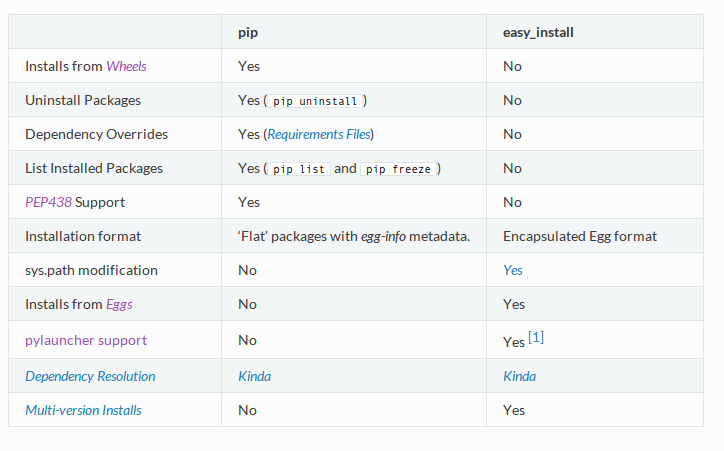 pip easy_install
Installs from Wheels Yes No
Uninstall Packages Yes ( pip uninstall ) No
Dependency Overrides Yes (Requirements Files) No
List Installed Packages Yes ( pip list and pip freeze ) No
PEP438 Support Yes No
Installation format ‘Flat’ packages with egg-info metadata. Encapsulated Egg format
sys.path modification No Yes
Installs from Eggs No Yes
pylauncher support No Yes [1]
Dependency Resolution Kinda Kinda
Multi-version Installs No Yes